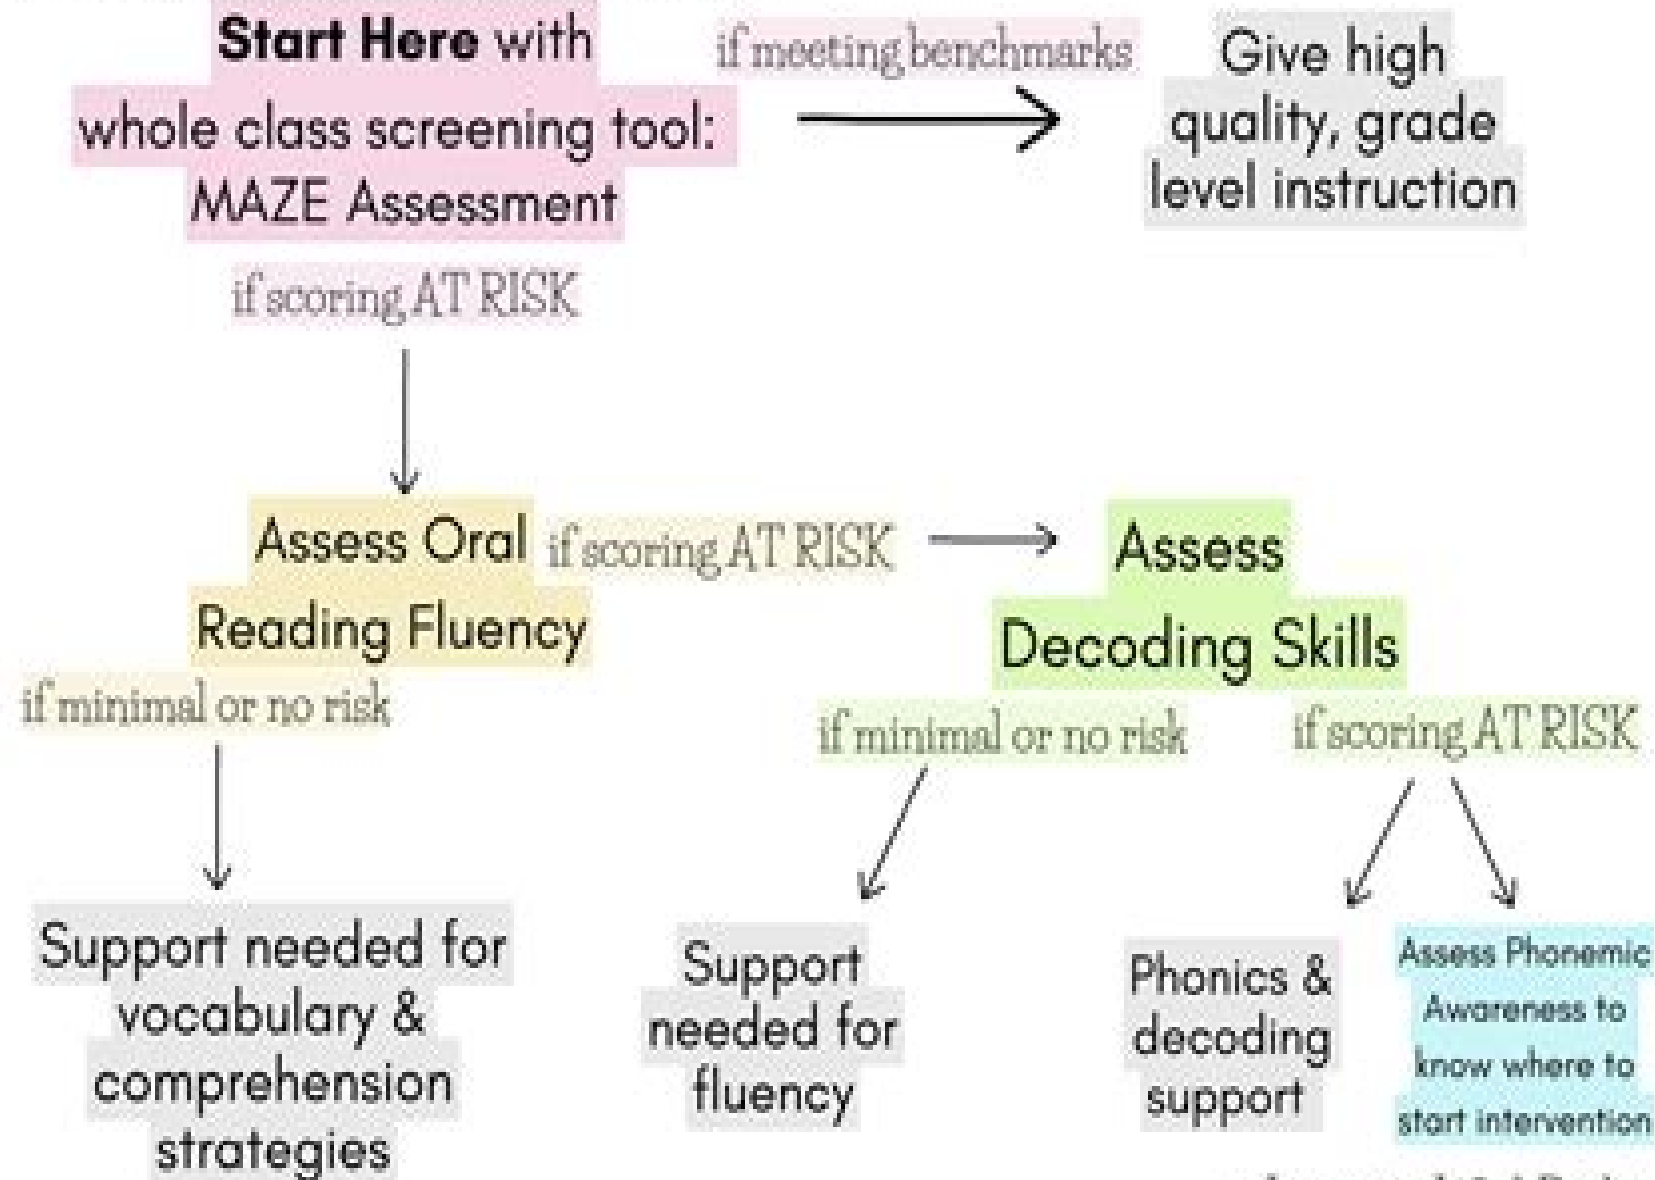 Start Here with
whole class screening tool:
MAZE Assessment
if meeting benchmarks
Give high
quality, grade
level instruction
if scoring AT RISK
Assess Oral
Reading Fluency
if scoring AT RISK
Assess
Decoding Skills
if minimal or no risk
if minimal or no risk
if scoring AT RISK
Support needed for
vocabulary &
comprehension
strategies
Support
needed for
fluency
Phonics &
decoding
support
Assess Phonemic
Awareness to
know where to
start intervention